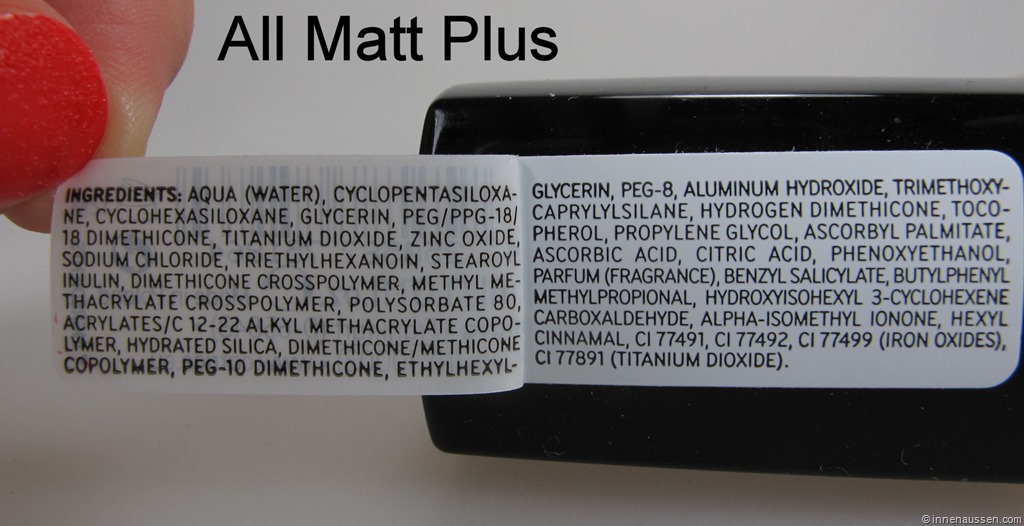 All Matt Plus
INGREDIENTS: AQUA (WATER), CYCLOPENTASILOXA-
NE, CYCLOHEXASILOXANE, GLYCERIN, PEG/PPG-18/
18 DIMETHICONE, TITANIUM DIOXIDE, ZINC OXIDE,
SODIUM CHLORIDE, TRIETHYLHEXANOIN, STEAROYL
INULIN, DIMETHICONE CROSSPOLYMER, METHYL ME-
THACRYLATE CROSSPOLYMER, POLYSORBATE 80,
ACRYLATES/C 12-22 ALKYL METHACRYLATE COPO-
LYMER, HYDRATED SILICA, DIMETHICONE/METHICONE
COPOLYMER, PEG-10 DIMETHICONE, ETHYLHEXYL-
GLYCERIN, PEG-8, ALUMINUM HYDROXIDE, TRIMETHOXY-
CAPRYLYLSILANE, HYDROGEN DIMETHICONE, TOCO-
PHEROL, PROPYLENE GLYCOL, ASCORBYL PALMITATE,
ASCORBIC ACID, CITRIC ACID, PHENOXYETHANOL,
PARFUM (FRAGRANCE), BENZYL SALICYLATE, BUTYLPHENYL
METHYLPROPIONAL, HYDROXYISOHEXYL 3-CYCLOHEXENE
CARBOXALDEHYDE, ALPHA-ISOMETHYL IONONE, HEXYL
CINNAMAL, CI 77491, CI 77492, CI 77499 (IRON OXIDES),
CI 77891 (TITANIUM DIOXIDE).
©innenaussen.com